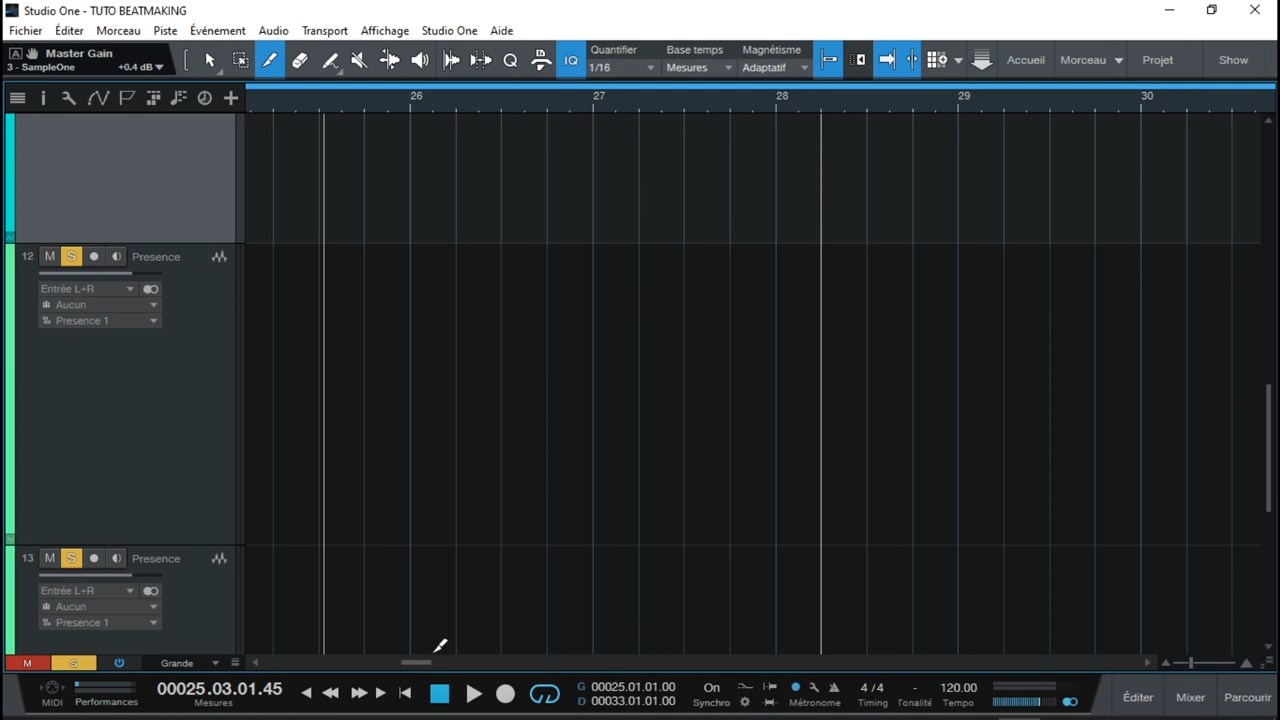 Studio One - TUTO BEATMAKING
Fichier Éditer Morceau Piste Événement Audio Transport Affichage Studio One Aide
A Master Gain
3 - SampleOne +0.4 dB
IQ
Quantifier
1/16
Base temps
Mesures
Magnétisme
Adaptatif
Accueil Morceau Projet Show
26 27 28 29 30
12 M S Presence
Entrée L+R
Aucun
Presence 1
13 M S Presence
Entrée L+R
Aucun
Presence 1
M S Grande
MIDI
Performances
00025.03.01.45
Mesures
G 00025.01.01.00
D 00033.01.01.00
On
Synchro
Métronome
4 / 4
Timing
-
Tonalité
120.00
Tempo
Éditer Mixer Parcourir